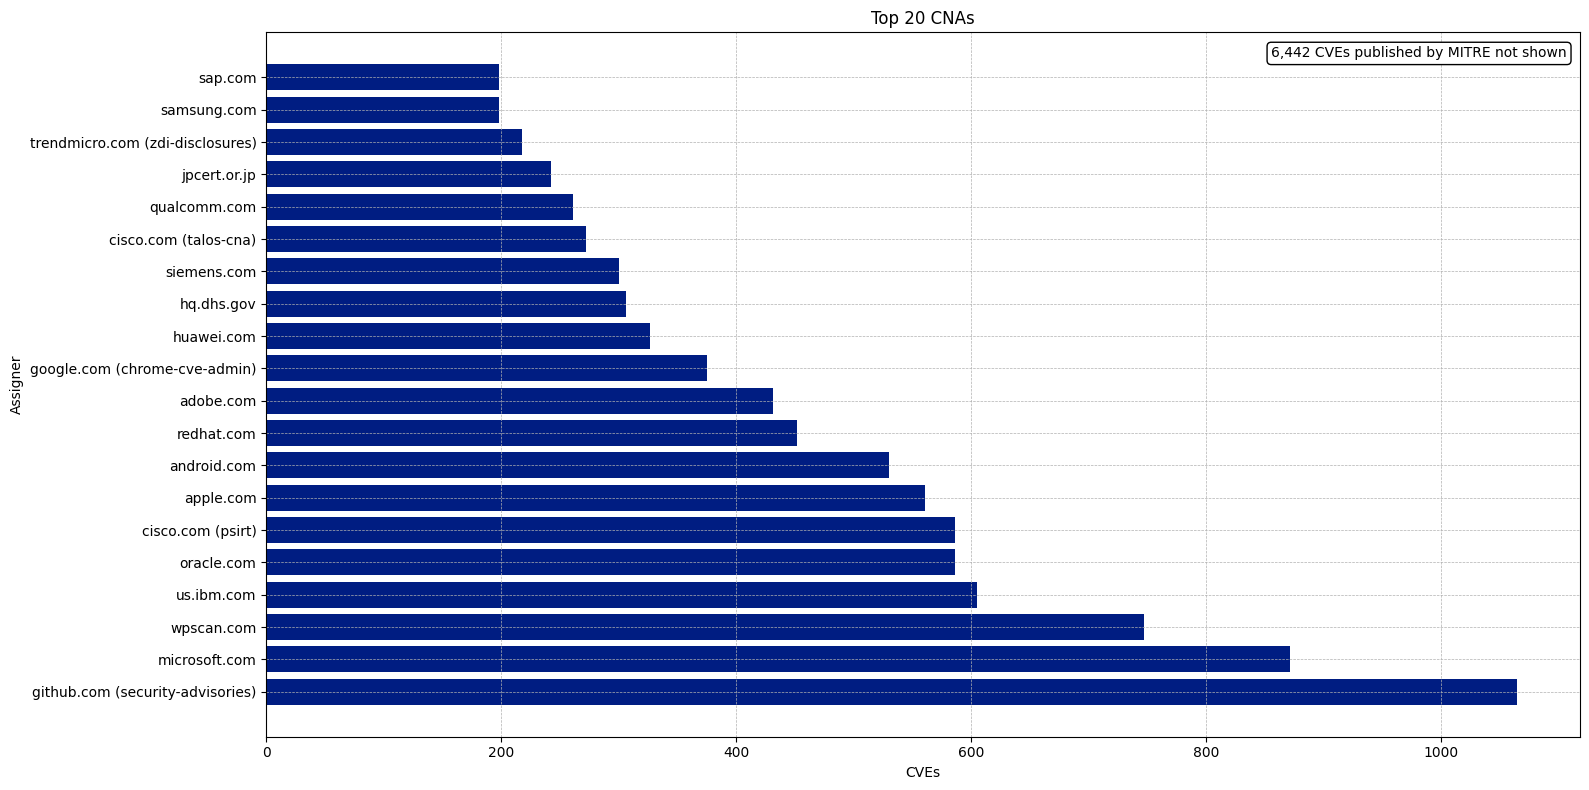 Top 20 CNAs
6,442 CVEs published by MITRE not shown
sap.com
samsung.com
trendmicro.com (zdi-disclosures)
jpcert.or.jp
qualcomm.com
cisco.com (talos-cna)
siemens.com
hq.dhs.gov
huawei.com
google.com (chrome-cve-admin)
adobe.com
redhat.com
android.com
apple.com
cisco.com (psirt)
oracle.com
us.ibm.com
wpscan.com
microsoft.com
github.com (security-advisories)
Assigner
0 200 400 600 800 1000
CVEs